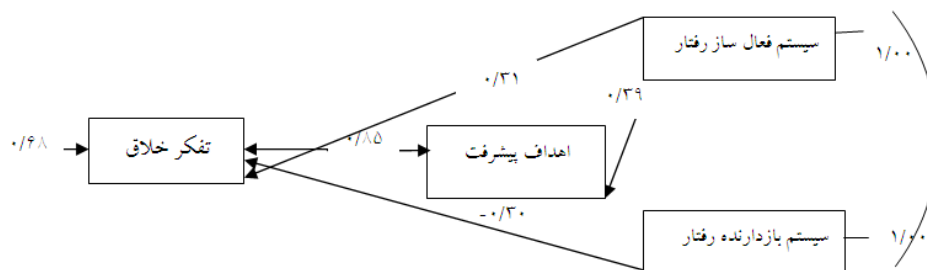 سیستم فعال ساز رفتار
۱/۰۰
۰/۳۱
۰/۳۹
۰/۶۸
تفکر خلاق
۰/۸۵
اهداف پیشرفت
-۰/۳۰
سیستم بازدارنده رفتار
۱/۰۰